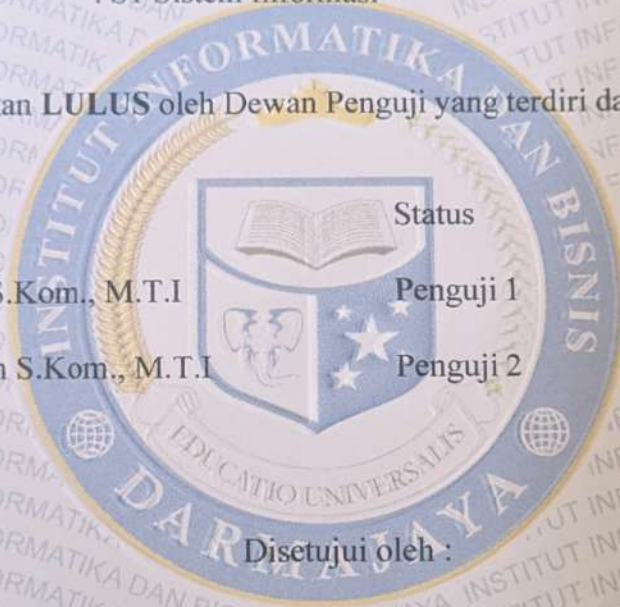 Sistem Informasi
kan LULUS oleh Dewan Penguji yang terdiri da
Status
S.Kom., M.T.I Penguji 1
S.Kom., M.T.I Penguji 2
Disetujui oleh :
INSTITUT INFORMATIKA DAN BISNIS
DARMAJAYA
EDUCATIO UNIVERSALIS